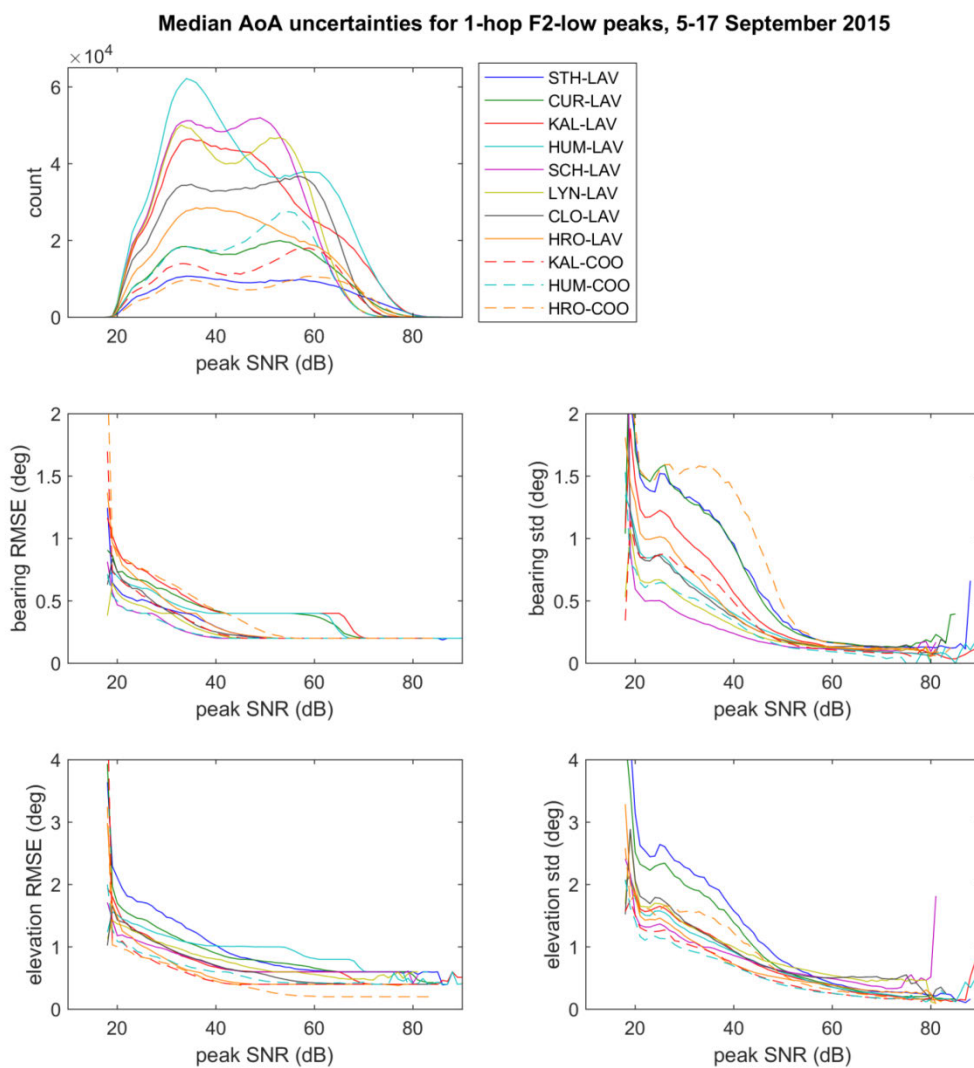 Median AoA uncertainties for 1-hop F2-low peaks, 5-17 September 2015
×10⁴
6
4
2
0
count
20 40 60 80
peak SNR (dB)
STH-LAV
CUR-LAV
KAL-LAV
HUM-LAV
SCH-LAV
LYN-LAV
CLO-LAV
HRO-LAV
KAL-COO
HUM-COO
HRO-COO
2
1.5
1
0.5
0
bearing RMSE (deg)
20 40 60 80
peak SNR (dB)
2
1.5
1
0.5
0
bearing std (deg)
20 40 60 80
peak SNR (dB)
4
3
2
1
0
elevation RMSE (deg)
20 40 60 80
peak SNR (dB)
4
3
2
1
0
elevation std (deg)
20 40 60 80
peak SNR (dB)